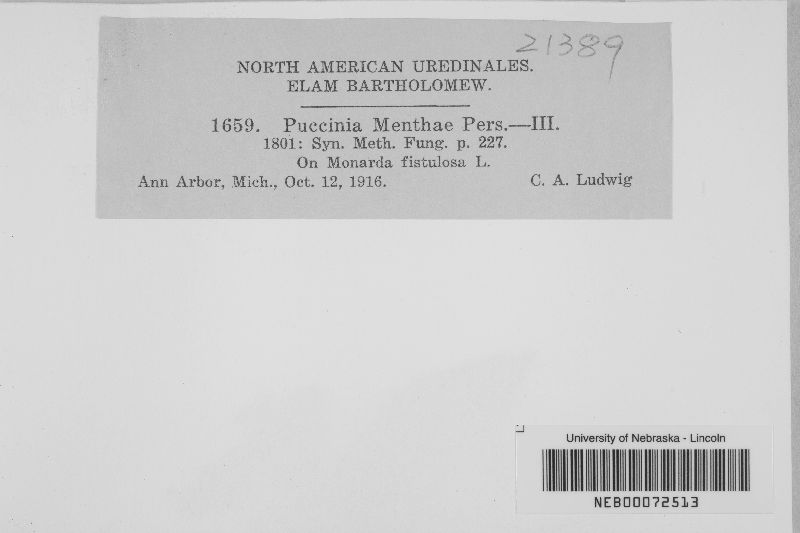 21389
NORTH AMERICAN UREDINALES.
ELAM BARTHOLOMEW.
1659. Puccinia Menthae Pers.—III.
1801: Syn. Meth. Fung. p. 227.
On Monarda fistulosa L.
Ann Arbor, Mich., Oct. 12, 1916. C. A. Ludwig
University of Nebraska - Lincoln
NEB00072513